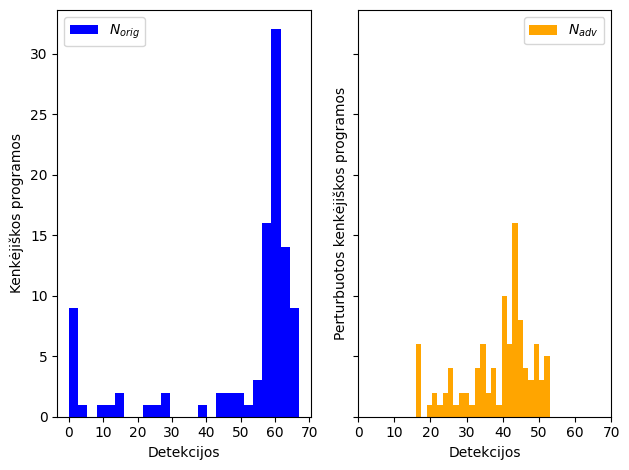 N_orig
Kenkėjiškos programos
30
25
20
15
10
5
0
0 10 20 30 40 50 60 70
Detekcijos
N_adv
Perturbuotos kenkėjiškos programos
0 10 20 30 40 50 60 70
Detekcijos